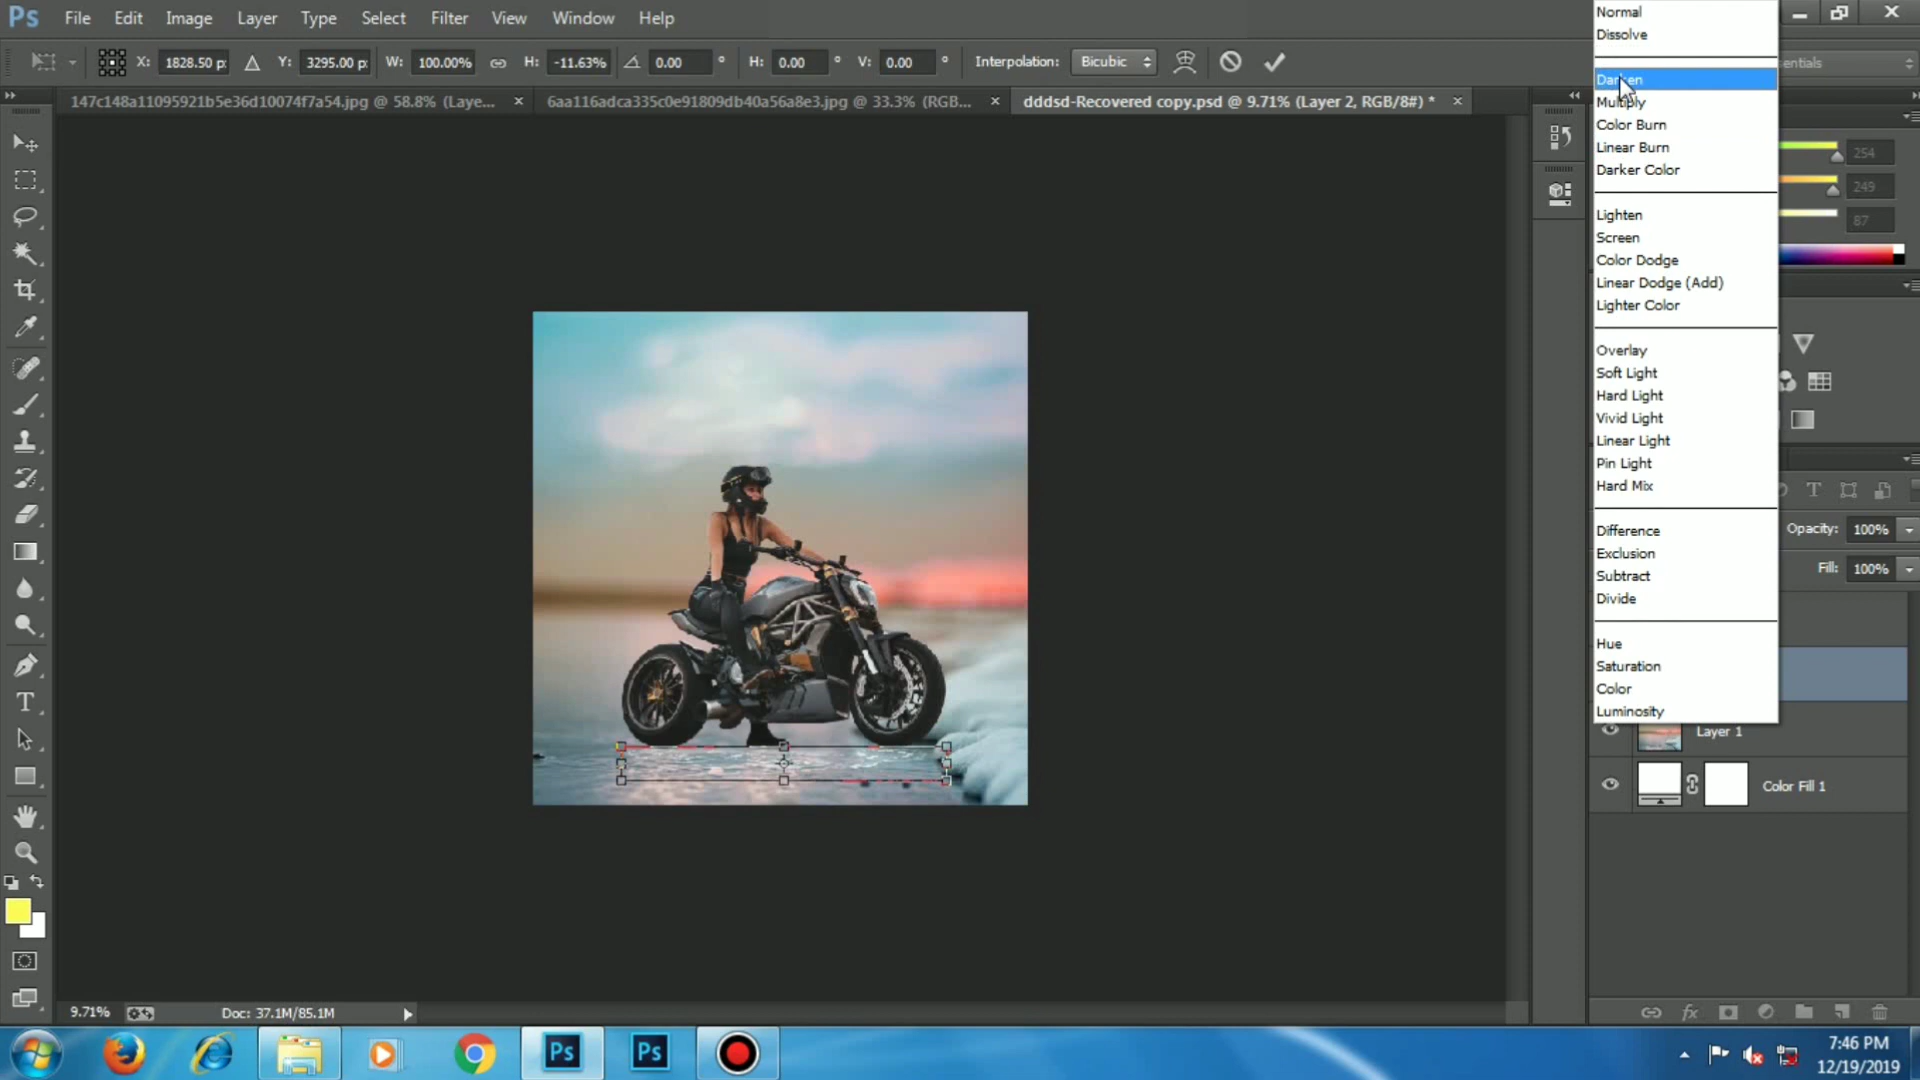 Ps File Edit Image Layer Type Select Filter View Window Help
X: 1828.50 p: Y: 3295.00 p: W: 100.00% H: -11.63% 0.00 ° H: 0.00 ° V: 0.00 ° Interpolation: Bicubic
147c148a11095921b5e36d10074f7a54.jpg @ 58.8% (Laye... × 6aa116adca335c0e91809db40a56a8e3.jpg @ 33.3% (RGB... × dddsd-Recovered copy.psd @ 9.71% (Layer 2, RGB/8#) * ×
Normal
Dissolve
Darken
Multiply
Color Burn
Linear Burn
Darker Color
Lighten
Screen
Color Dodge
Linear Dodge (Add)
Lighter Color
Overlay
Soft Light
Hard Light
Vivid Light
Linear Light
Pin Light
Hard Mix
Difference
Exclusion
Subtract
Divide
Hue
Saturation
Color
Luminosity
entials
254
249
87
Opacity: 100%
Fill: 100%
Layer 1
Color Fill 1
9.71% Doc: 37.1M/85.1M
Ps Ps
7:46 PM
12/19/2019